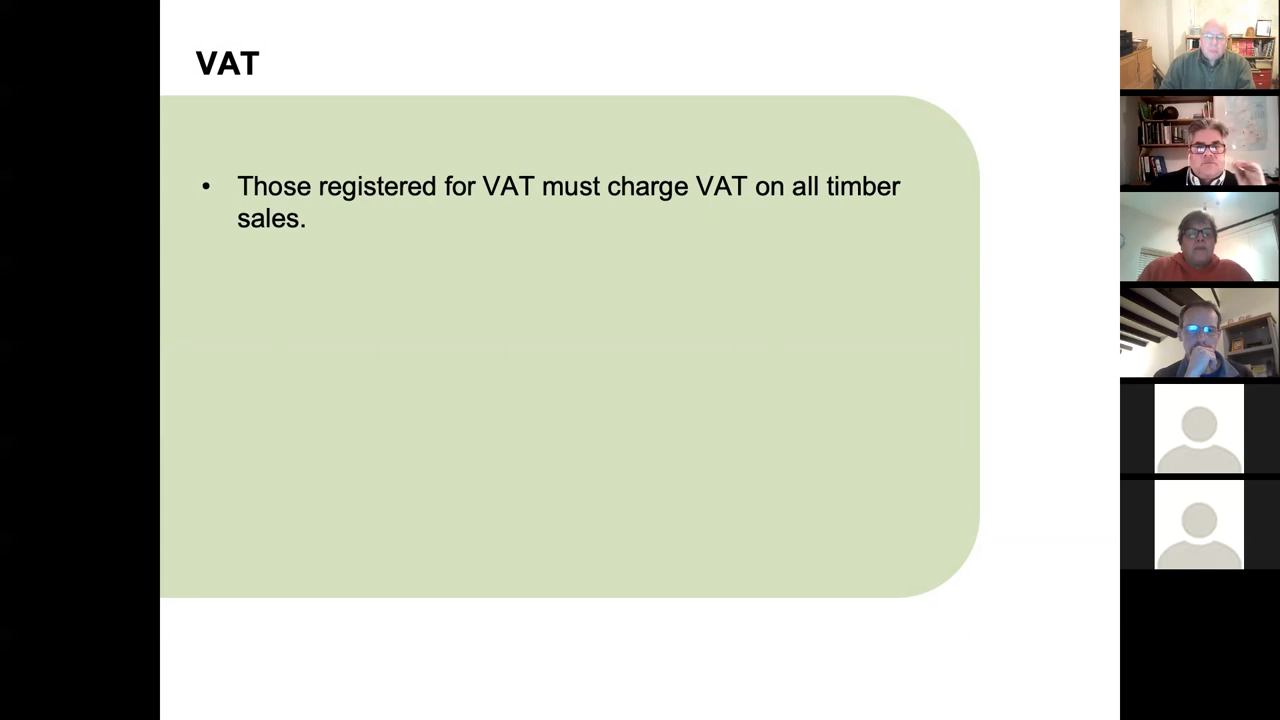 VAT
• Those registered for VAT must charge VAT on all timber
sales.